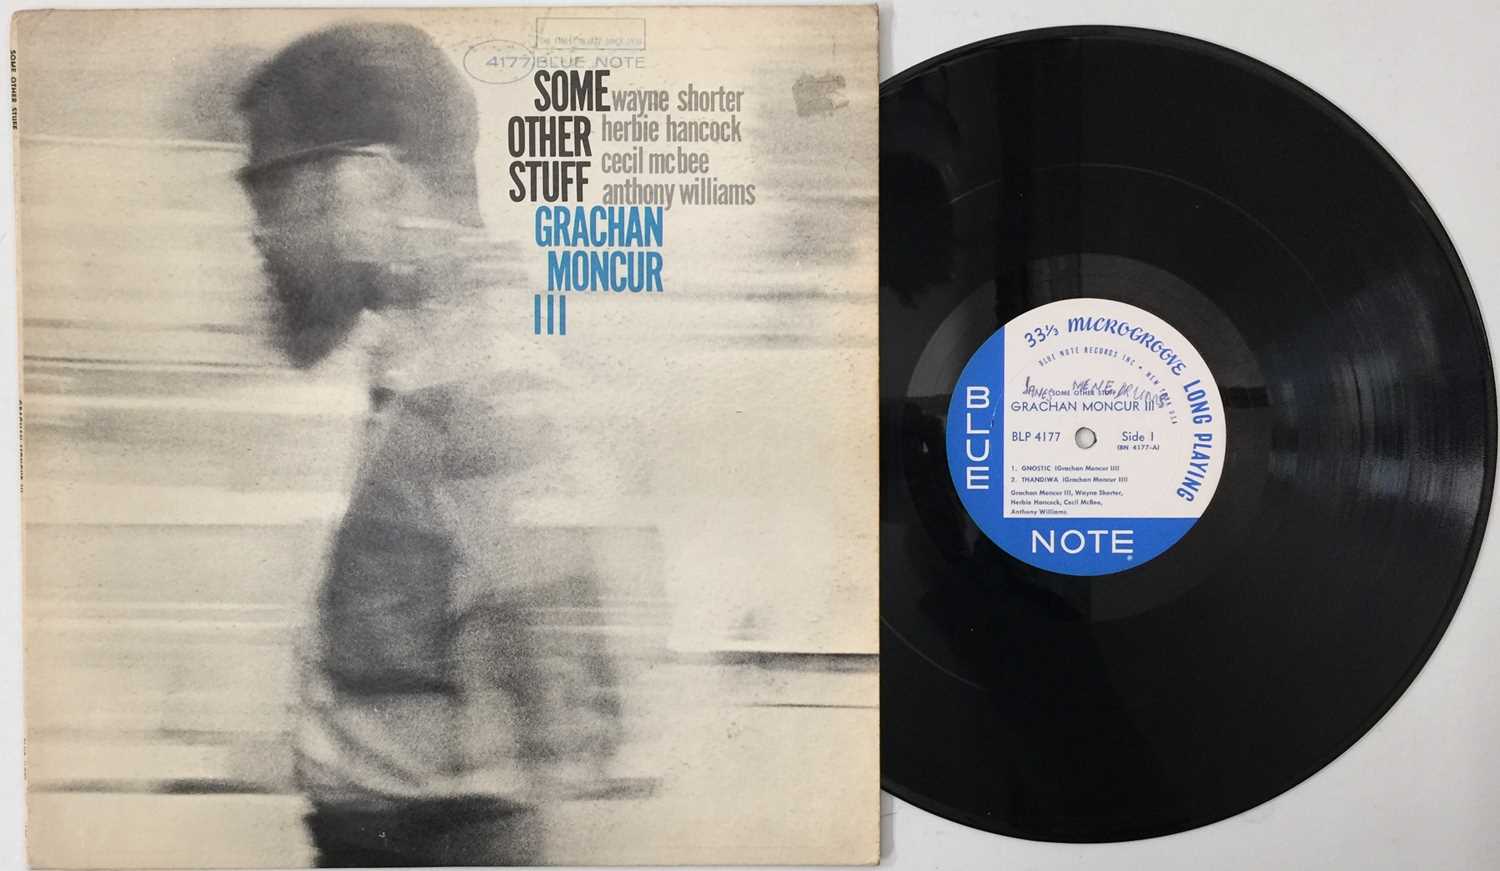 SOME OTHER STUFF
4177 BLUE NOTE
SOME wayne shorter
OTHER herbie hancock
STUFF cecil mcbee
anthony williams
GRACHAN
MONCUR
III
33⅓ MICROGROOVE LONG PLAYING
BLUE NOTE RECORDS INC • NEW YORK USA
SOME OTHER STUFF
GRACHAN MONCUR III
BLP 4177 Side 1
(BN 4177-A)
1. GNOSTIC (Grachan Moncur III)
2. THANDIWA (Grachan Moncur III)
Grachan Moncur III, Wayne Shorter,
Herbie Hancock, Cecil McBee,
Anthony Williams.
BLUE
NOTE